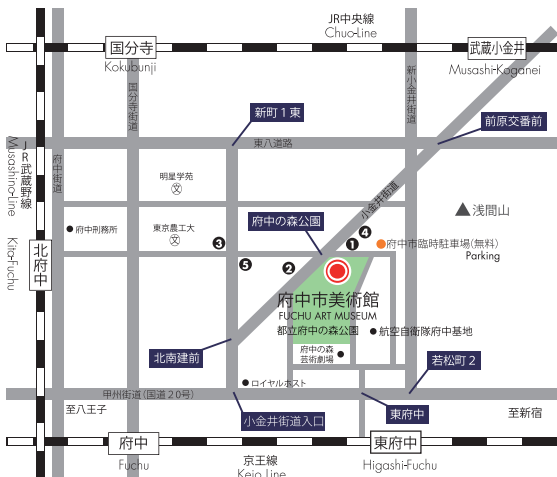 JR中央線
Chuo-Line
国分寺
Kokubunji
武蔵小金井
Musashi-Koganei
国分寺街道
新小金井街道
新町1東
前原交番前
東八道路
JR武蔵野線
Musashino-Line
府中街道
明星学苑
文
小金井街道
浅間山
府中刑務所
東京農工大
文
府中の森公園
❸
❶
❹
府中市臨時駐車場(無料)
Parking
北府中
Kita-Fuchu
❺
❷
府中市美術館
FUCHU ART MUSEUM
都立府中の森公園
航空自衛隊府中基地
府中の森
芸術劇場
北南建前
若松町2
ロイヤルホスト
甲州街道(国道20号)
至八王子
小金井街道入口
東府中
至新宿
府中
Fuchu
京王線
Keio Line
東府中
Higashi-Fuchu